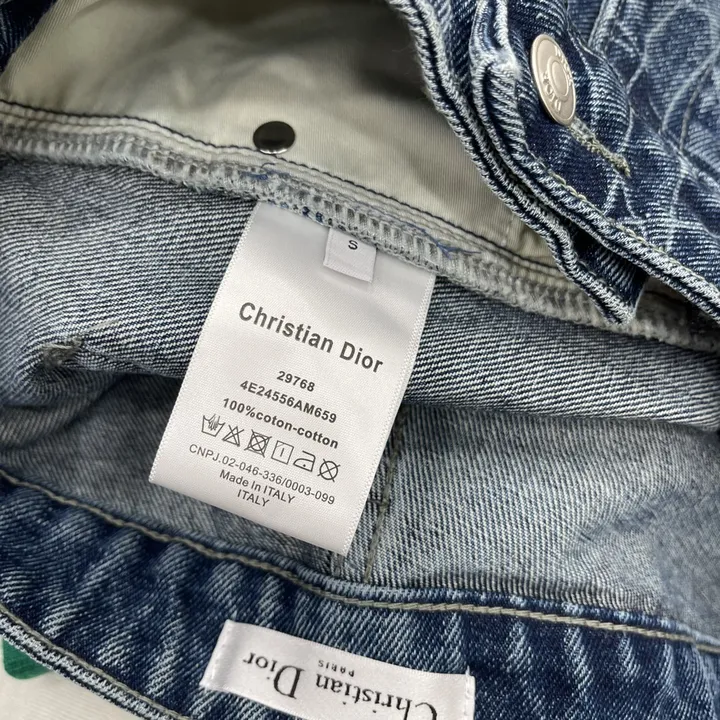 DIOR
S
Christian Dior
29768
4E24556AM659
100%coton-cotton
CNPJ.02-046-336/0003-099
Made In ITALY
ITALY
Christian Dior
PARIS